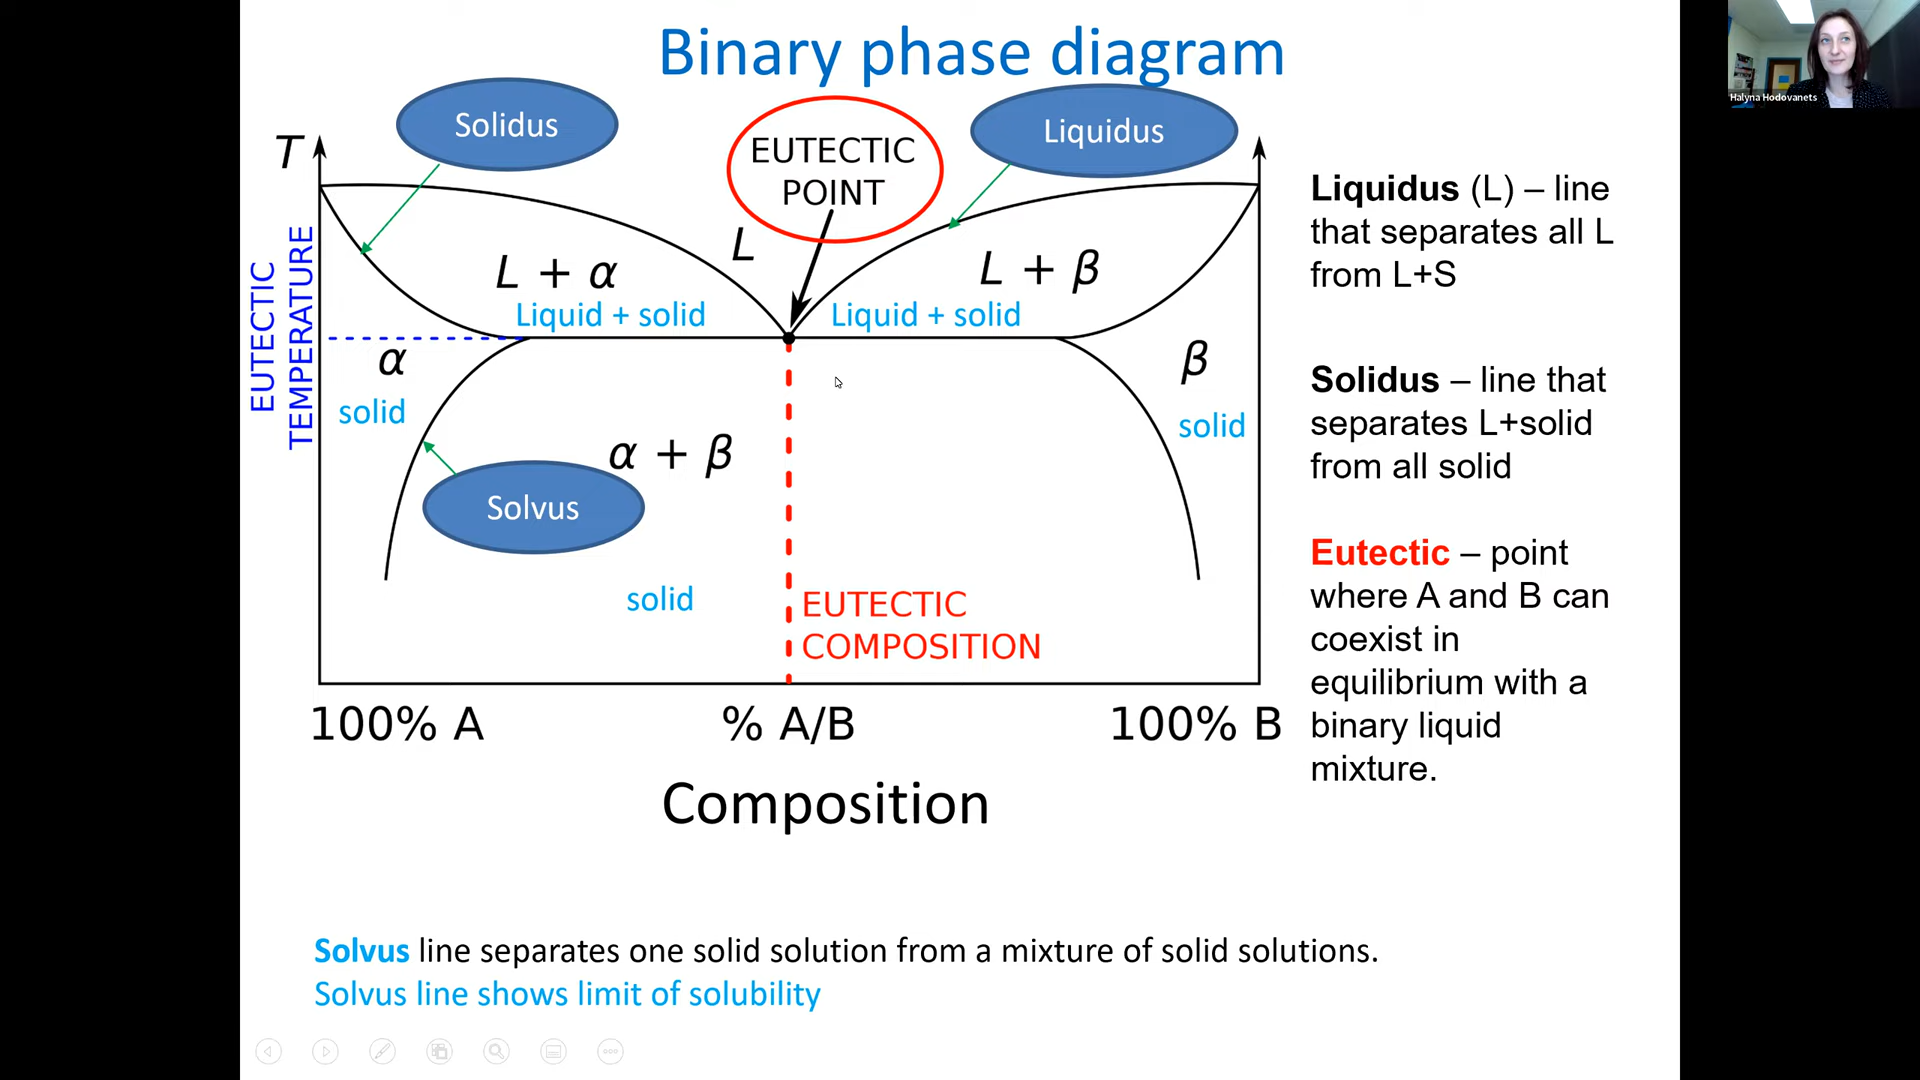 Binary phase diagram
Halyna Hodovanets
Solidus
Liquidus
EUTECTIC
POINT
T
EUTECTIC
TEMPERATURE
L
L + α
Liquid + solid
L + β
Liquid + solid
α
solid
β
solid
α + β
Solvus
solid
EUTECTIC
COMPOSITION
100% A
% A/B
100% B
Composition
Liquidus (L) – line
that separates all L
from L+S
Solidus – line that
separates L+solid
from all solid
Eutectic – point
where A and B can
coexist in
equilibrium with a
binary liquid
mixture.
Solvus line separates one solid solution from a mixture of solid solutions.
Solvus line shows limit of solubility